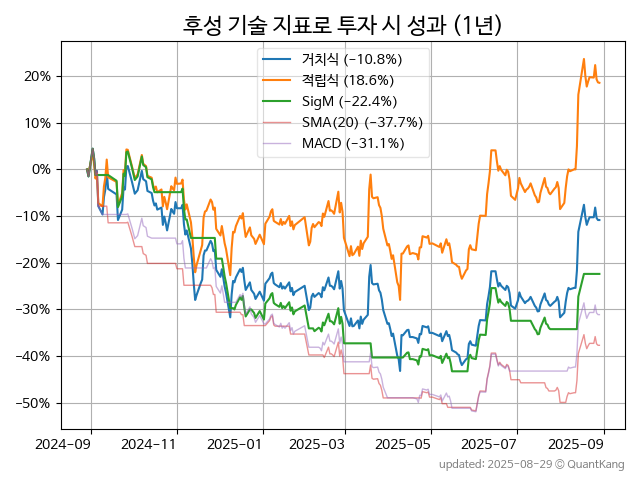 후성 기술 지표로 투자 시 성과 (1년)
거치식 (−10.8%)
적립식 (18.6%)
SigM (−22.4%)
SMA(20) (−37.7%)
MACD (−31.1%)
20%
10%
0%
−10%
−20%
−30%
−40%
−50%
2024-09 2024-11 2025-01 2025-03 2025-05 2025-07 2025-09
updated: 2025-08-29 © QuantKang